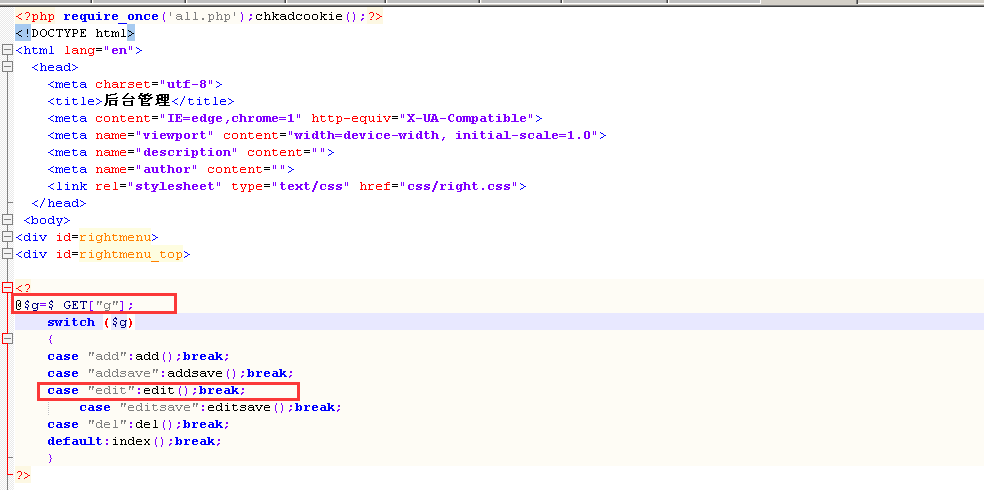 <?php require_once('all.php');chkadcookie();?>
<!DOCTYPE html>
<html lang="en">
<head>
<meta charset="utf-8">
<title>后台管理</title>
<meta content="IE=edge,chrome=1" http-equiv="X-UA-Compatible">
<meta name="viewport" content="width=device-width, initial-scale=1.0">
<meta name="description" content="">
<meta name="author" content="">
<link rel="stylesheet" type="text/css" href="css/right.css">
</head>
<body>
<div id=rightmenu>
<div id=rightmenu_top>
<?
@$g=$_GET["g"];
switch ($g)
{
case "add":add();break;
case "addsave":addsave();break;
case "edit":edit();break;
case "editsave":editsave();break;
case "del":del();break;
default:index();break;
}
?>